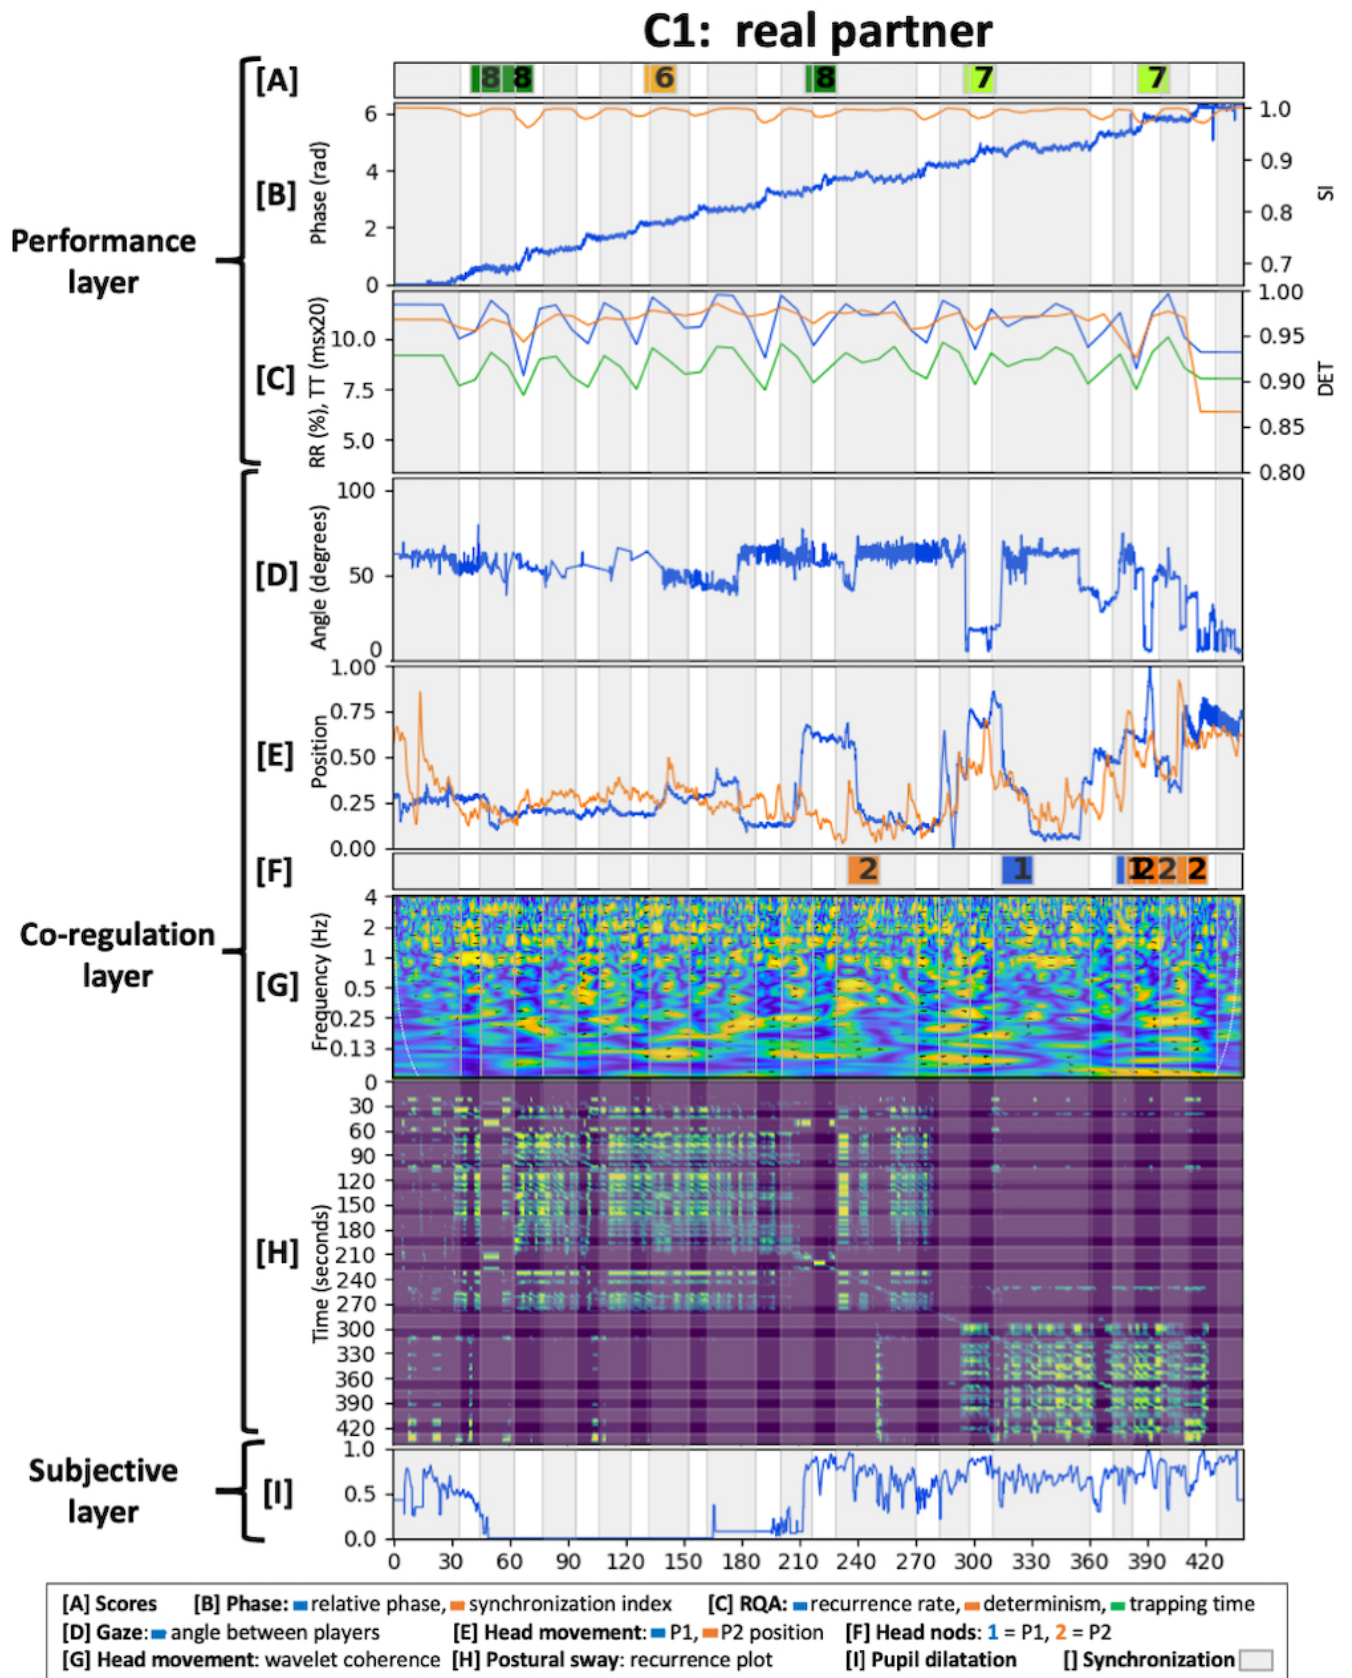 C1: real partner
[A]
8 8 6 8 7 7
Performance
layer
[B]
Phase (rad)
6
4
2
0
1.0
0.9
0.8
0.7
SI
[C]
RR (%), TT (msx20)
10.0
7.5
5.0
1.00
0.95
0.90
0.85
0.80
DET
Co-regulation
layer
[D]
Angle (degrees)
100
50
0
[E]
Position
1.00
0.75
0.50
0.25
0.00
[F]
2 1 1 2 2 2
[G]
Frequency (Hz)
4
2
1
0.5
0.25
0.13
[H]
Time (seconds)
0
30
60
90
120
150
180
210
240
270
300
330
360
390
420
Subjective
layer
[I]
1.0
0.5
0.0
0 30 60 90 120 150 180 210 240 270 300 330 360 390 420
[A] Scores [B] Phase: relative phase, synchronization index [C] RQA: recurrence rate, determinism, trapping time
[D] Gaze: angle between players [E] Head movement: P1, P2 position [F] Head nods: 1 = P1, 2 = P2
[G] Head movement: wavelet coherence [H] Postural sway: recurrence plot [I] Pupil dilatation [] Synchronization